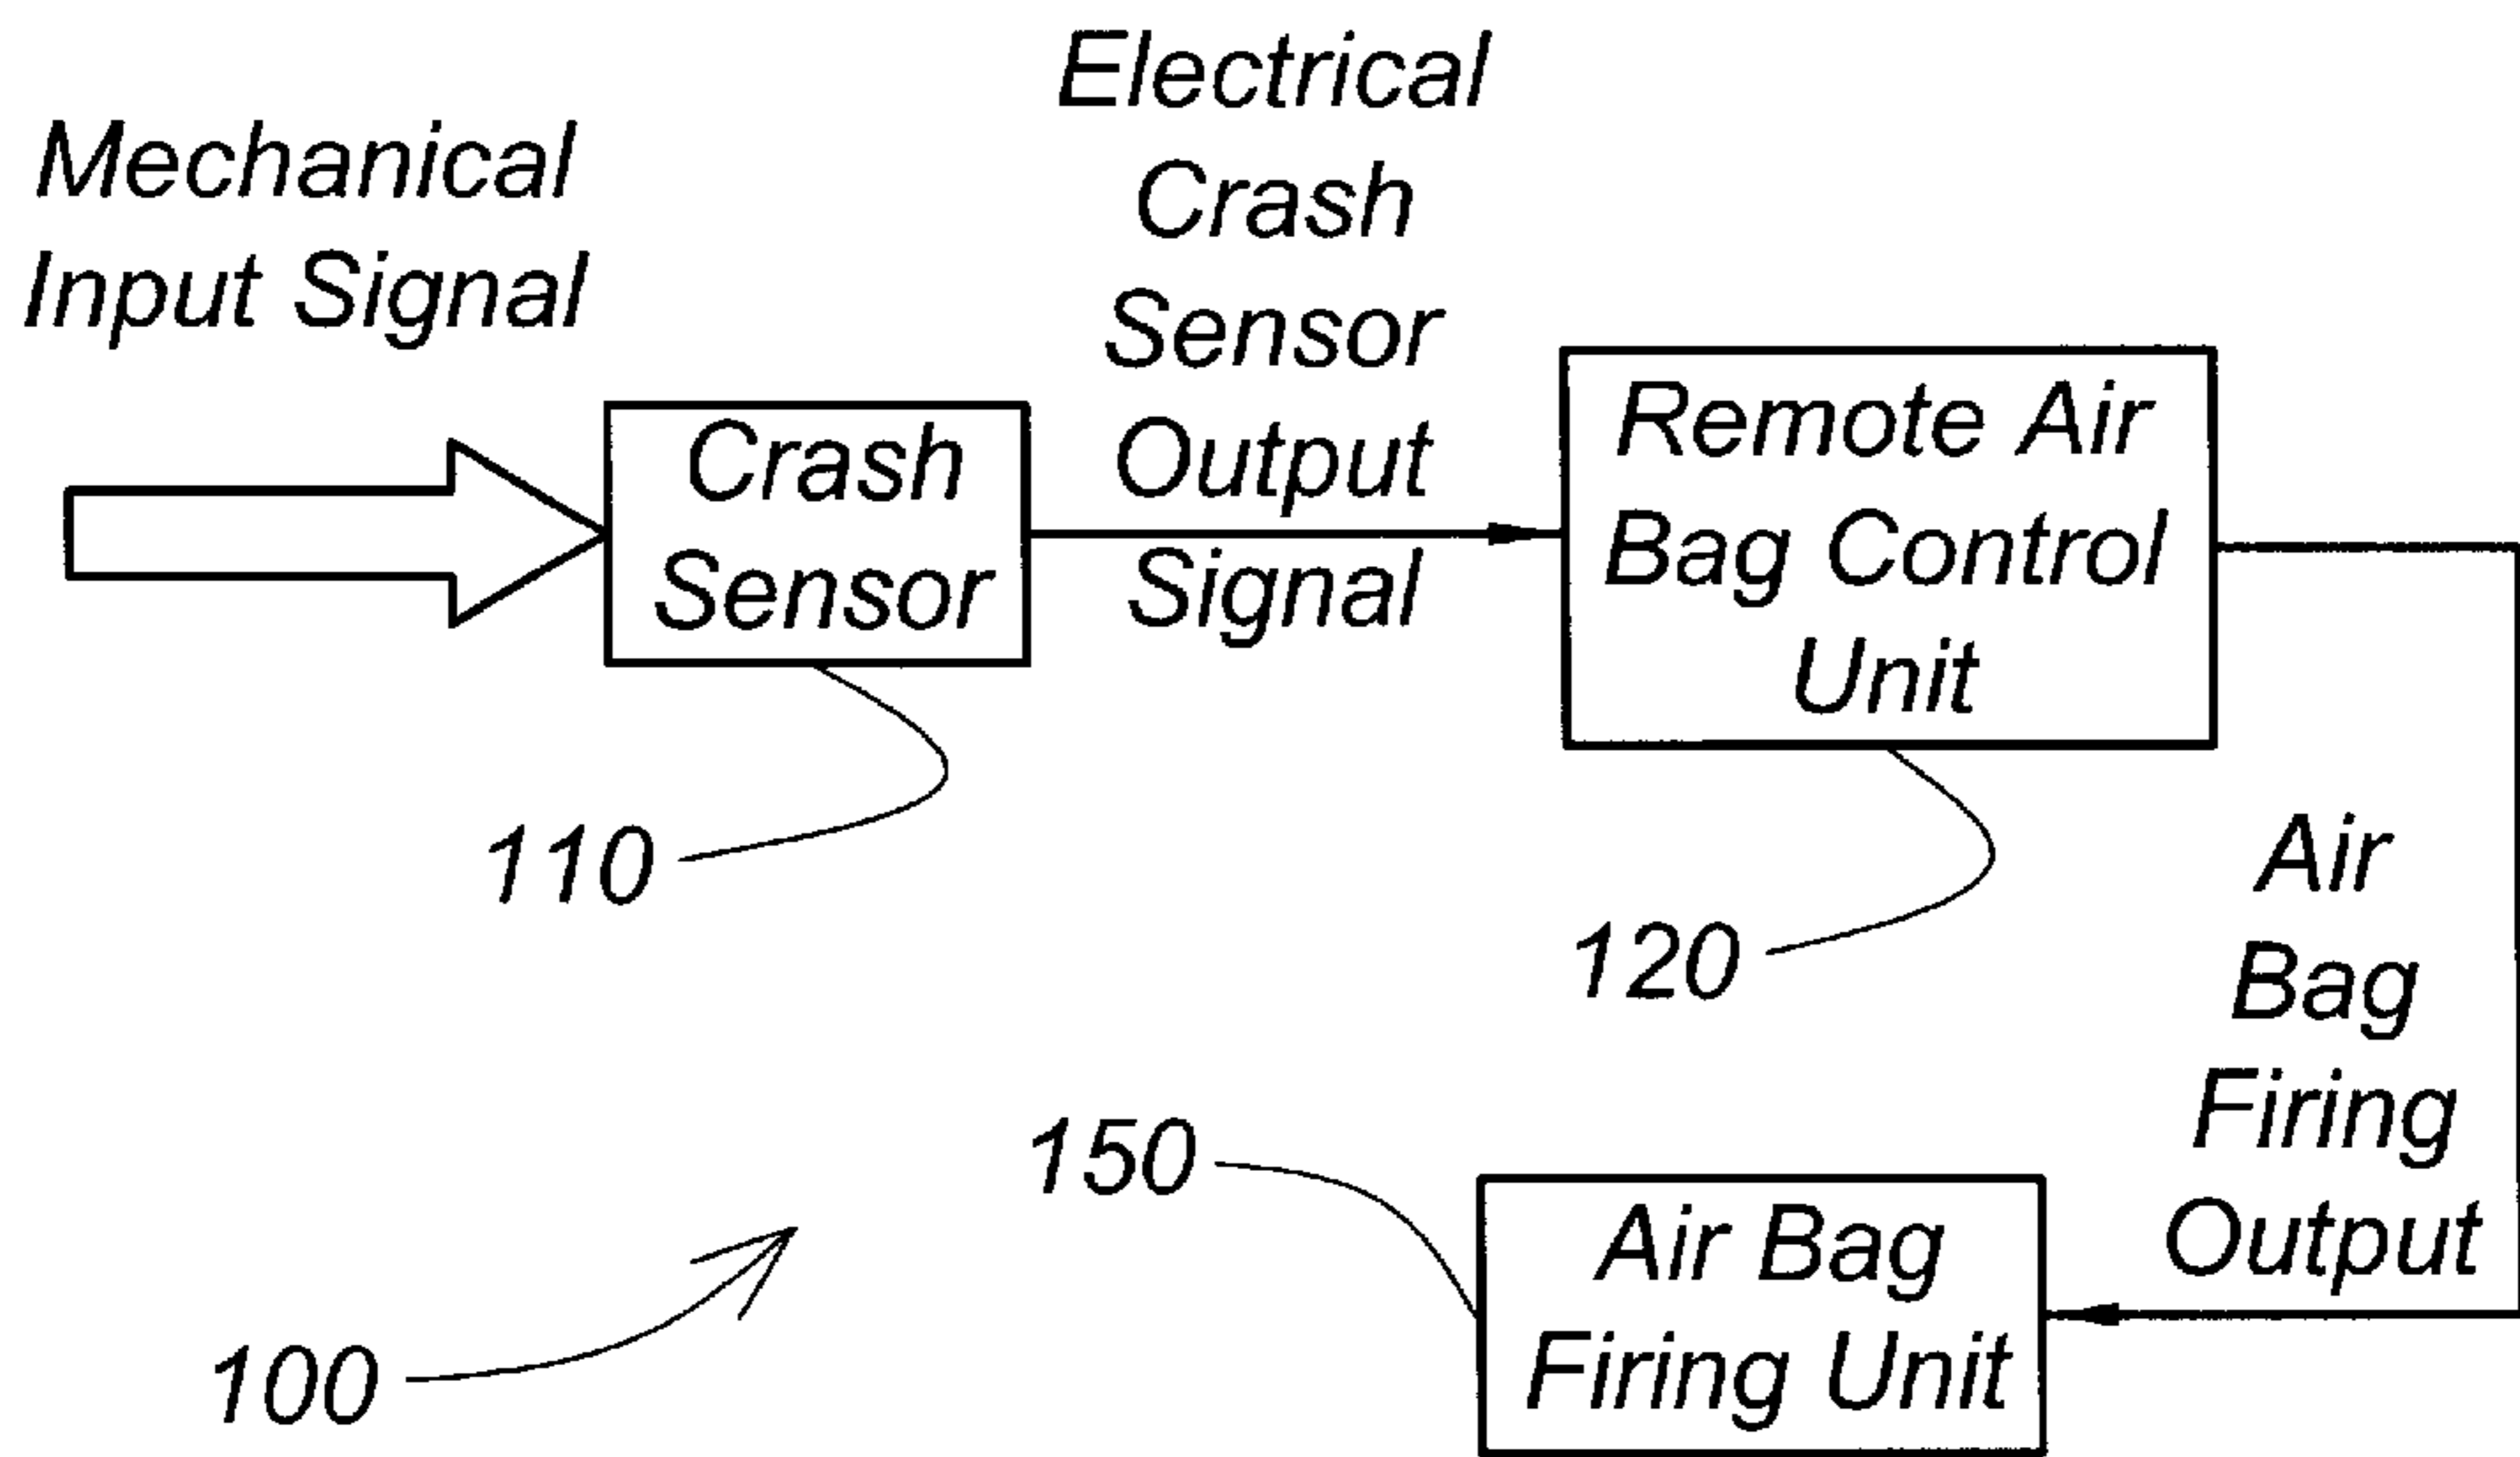 Mechanical
Input Signal
Electrical
Crash
Sensor
Output
Signal
Crash
Sensor
Remote Air
Bag Control
Unit
110
120
Air
Bag
Firing
Output
150
Air Bag
Firing Unit
100